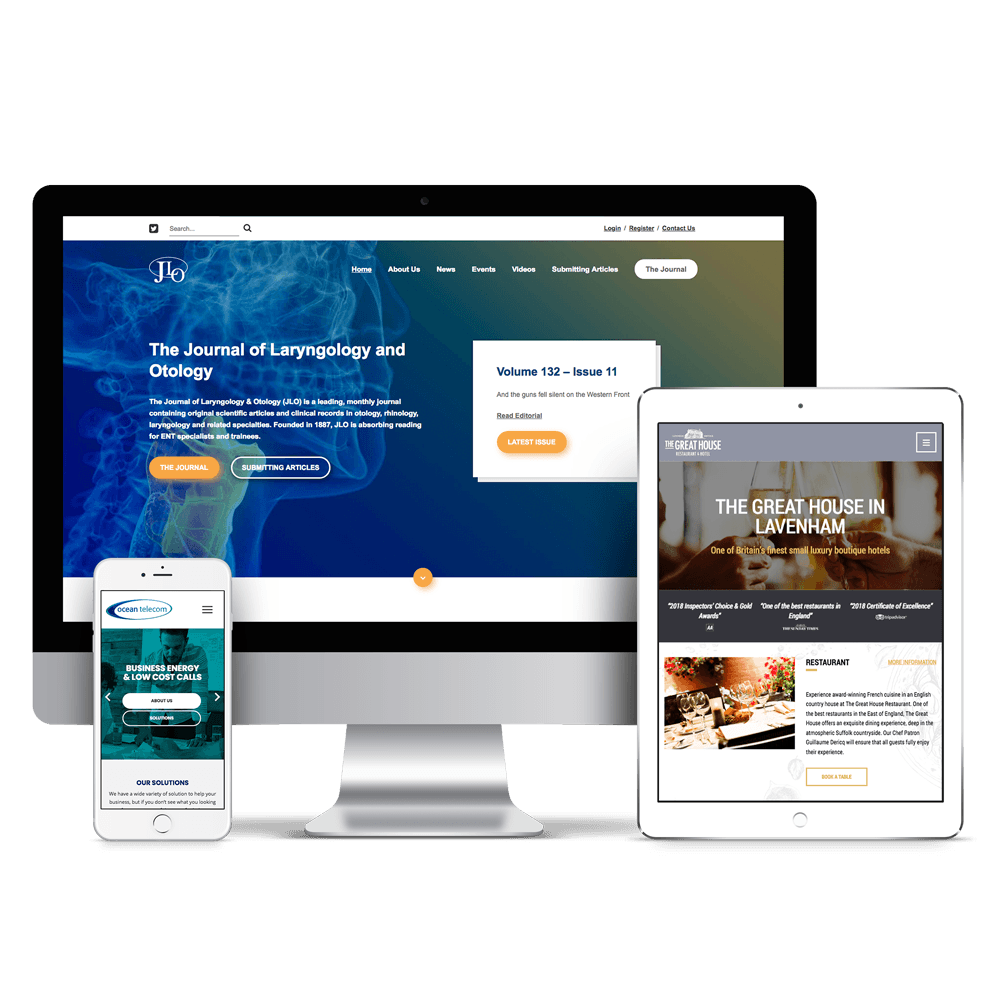 Search...
Login / Register / Contact Us
JLO
Home About Us News Events Videos Submitting Articles The Journal
The Journal of Laryngology and
Otology
The Journal of Laryngology & Otology (JLO) is a leading, monthly journal
containing original scientific articles and clinical records in otology, rhinology,
laryngology and related specialties. Founded in 1887, JLO is absorbing reading
for ENT specialists and trainees.
THE JOURNAL SUBMITTING ARTICLES
Volume 132 – Issue 11
And the guns fell silent on the Western Front
Read Editorial
LATEST ISSUE
ocean telecom
BUSINESS ENERGY
& LOW COST CALLS
ABOUT US
SOLUTIONS
OUR SOLUTIONS
We have a wide variety of solution to help your
business, but if you don't see what you looking
THE GREAT HOUSE
RESTAURANT & HOTEL
THE GREAT HOUSE IN
LAVENHAM
One of Britain's finest small luxury boutique hotels
"2018 Inspectors' Choice & Gold
Awards"
AA
"One of the best restaurants in
England"
THE SUNDAY TIMES
"2018 Certificate of Excellence"
tripadvisor
RESTAURANT
MORE INFORMATION
Experience award-winning French cuisine in an English
country house at The Great House Restaurant. One of
the best restaurants in the East of England, The Great
House offers an exquisite dining experience, deep in the
atmospheric Suffolk countryside. Our Chef Patron
Guillaume Dericq will ensure that all guests fully enjoy
their experience.
BOOK A TABLE